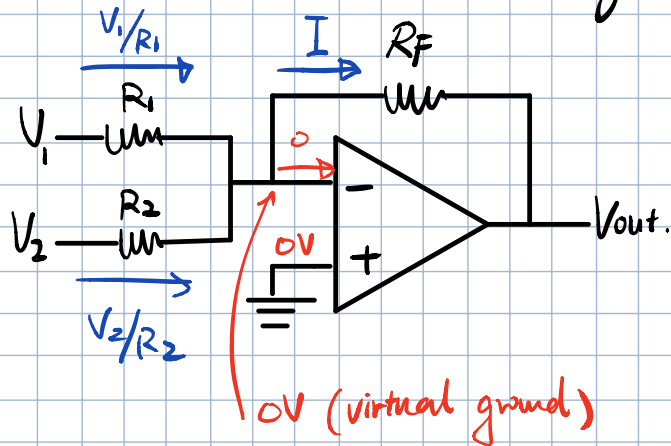 V1/R1
I
RF
R1
V1
0
R2
V2
0V
-
+
Vout.
V2/R2
0V (virtual ground)